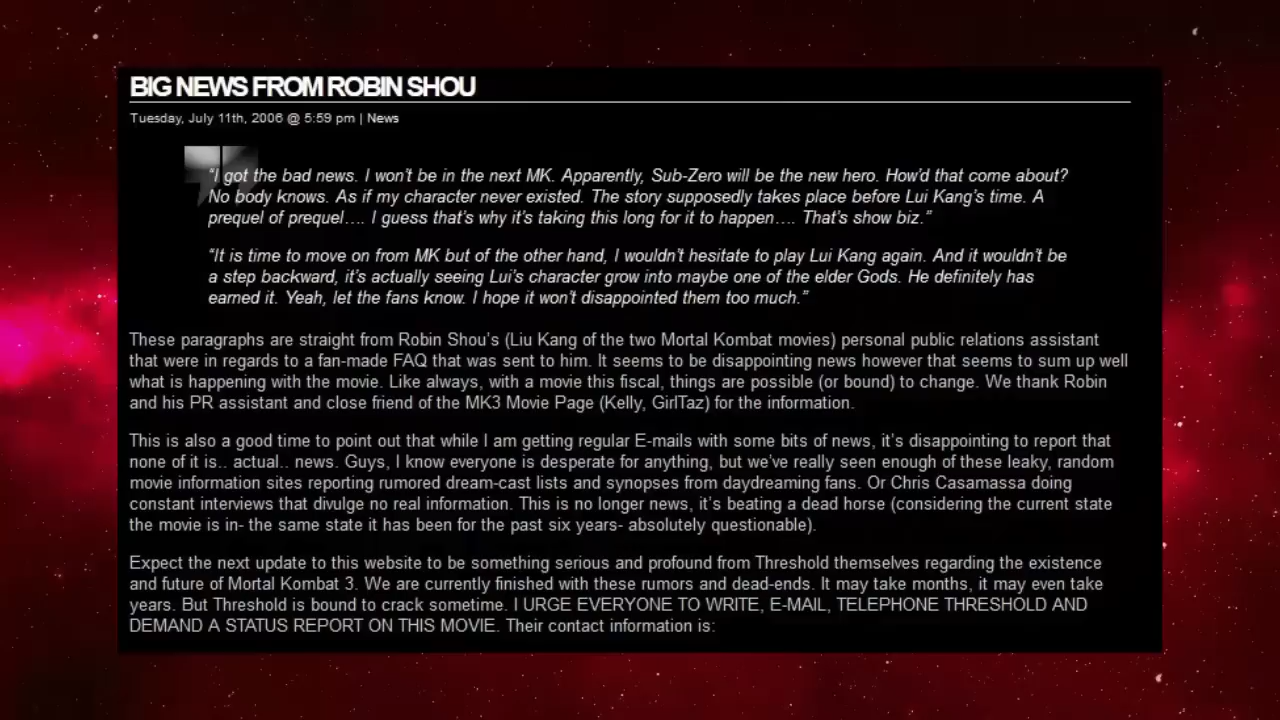 BIG NEWS FROM ROBIN SHOU
Tuesday, July 11th, 2006 @ 5:59 pm | News
"I got the bad news. I won't be in the next MK. Apparently, Sub-Zero will be the new hero. How'd that come about?
No body knows. As if my character never existed. The story supposedly takes place before Lui Kang's time. A
prequel of prequel…. I guess that's why it's taking this long for it to happen…. That's show biz."
"It is time to move on from MK but of the other hand, I wouldn't hesitate to play Lui Kang again. And it wouldn't be
a step backward, it's actually seeing Lui's character grow into maybe one of the elder Gods. He definitely has
earned it. Yeah, let the fans know. I hope it won't disappointed them too much."
These paragraphs are straight from Robin Shou's (Liu Kang of the two Mortal Kombat movies) personal public relations assistant
that were in regards to a fan-made FAQ that was sent to him. It seems to be disappointing news however that seems to sum up well
what is happening with the movie. Like always, with a movie this fiscal, things are possible (or bound) to change. We thank Robin
and his PR assistant and close friend of the MK3 Movie Page (Kelly, GirlTaz) for the information.
This is also a good time to point out that while I am getting regular E-mails with some bits of news, it's disappointing to report that
none of it is.. actual.. news. Guys, I know everyone is desperate for anything, but we've really seen enough of these leaky, random
movie information sites reporting rumored dream-cast lists and synopses from daydreaming fans. Or Chris Casamassa doing
constant interviews that divulge no real information. This is no longer news, it's beating a dead horse (considering the current state
the movie is in- the same state it has been for the past six years- absolutely questionable).
Expect the next update to this website to be something serious and profound from Threshold themselves regarding the existence
and future of Mortal Kombat 3. We are currently finished with these rumors and dead-ends. It may take months, it may even take
years. But Threshold is bound to crack sometime. I URGE EVERYONE TO WRITE, E-MAIL, TELEPHONE THRESHOLD AND
DEMAND A STATUS REPORT ON THIS MOVIE. Their contact information is: